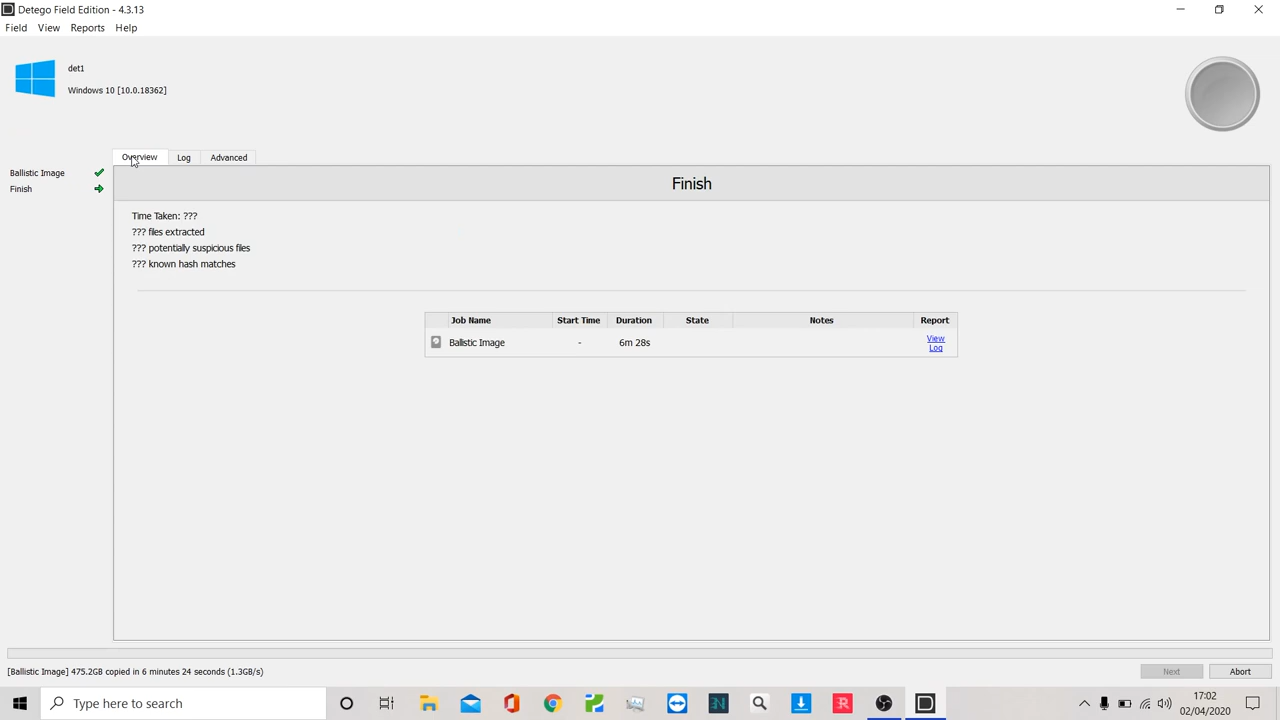 Detego Field Edition - 4.3.13
Field View Reports Help
det1
Windows 10 [10.0.18362]
Overview Log Advanced
Ballistic Image
Finish
Finish
Time Taken: ???
??? files extracted
??? potentially suspicious files
??? known hash matches
Job Name Start Time Duration State Notes Report
Ballistic Image - 6m 28s View
Log
[Ballistic Image] 475.2GB copied in 6 minutes 24 seconds (1.3GB/s)
Next Abort
Type here to search
17:02
02/04/2020